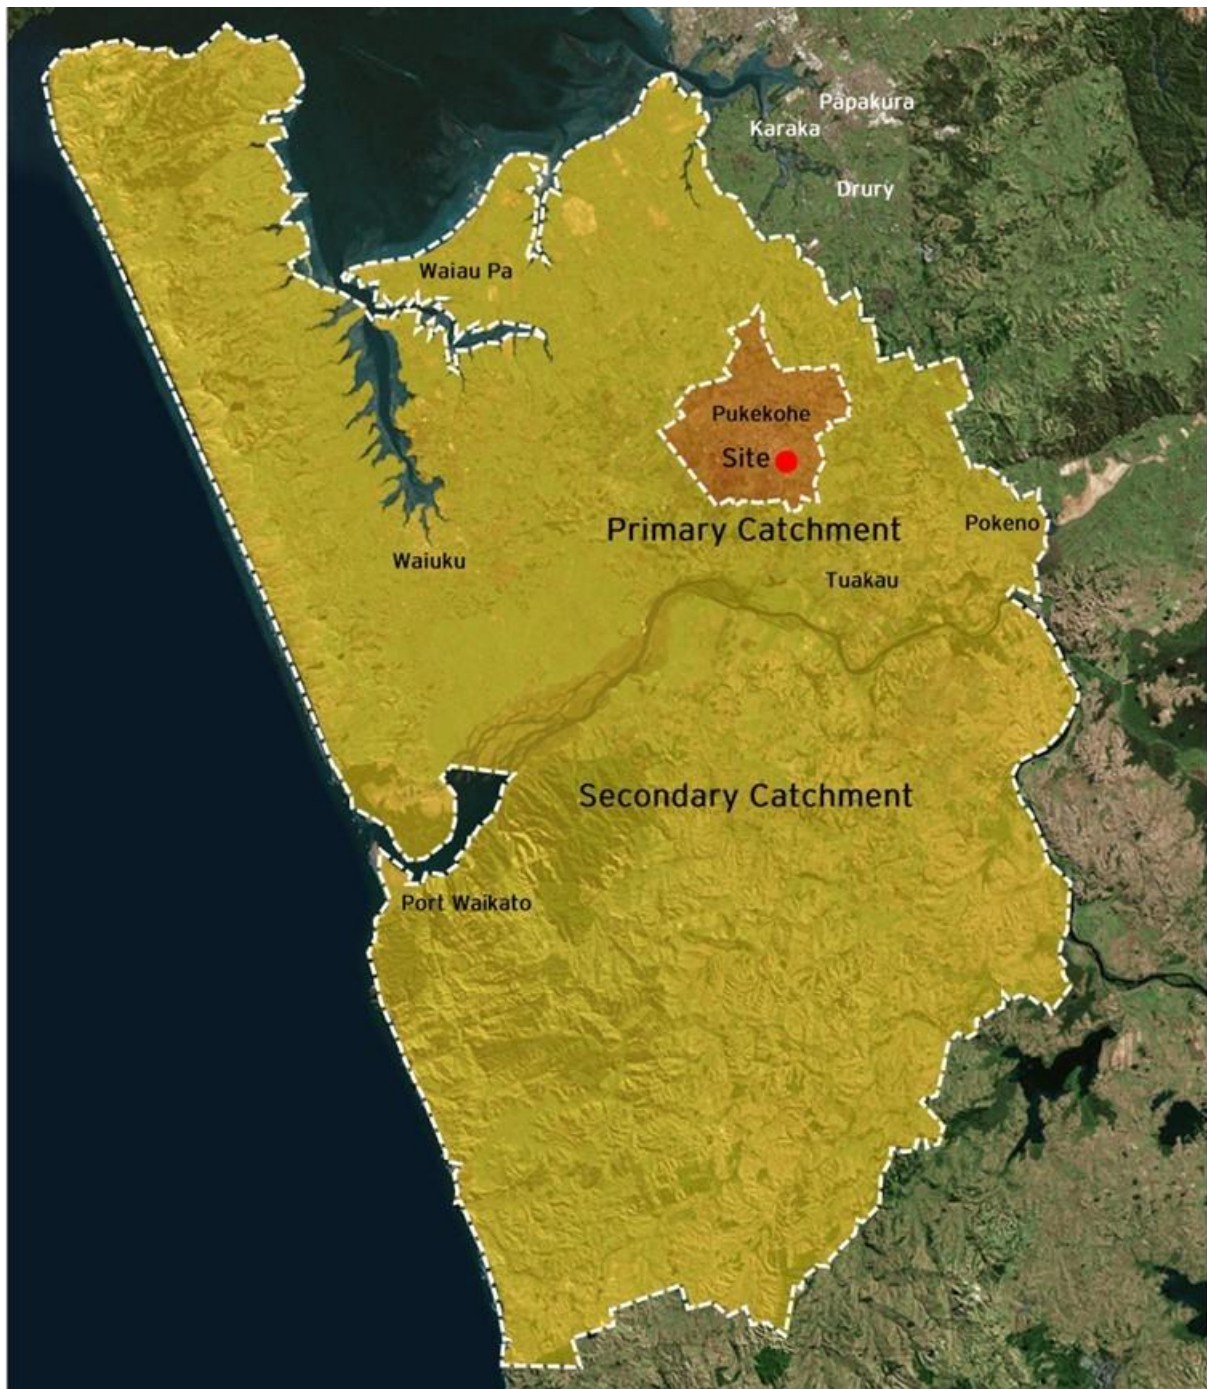 Papakura
Karaka
Drury
Waiau Pa
Pukekohe
Site
Primary Catchment
Pokeno
Waiuku
Tuakau
Secondary Catchment
Port Waikato